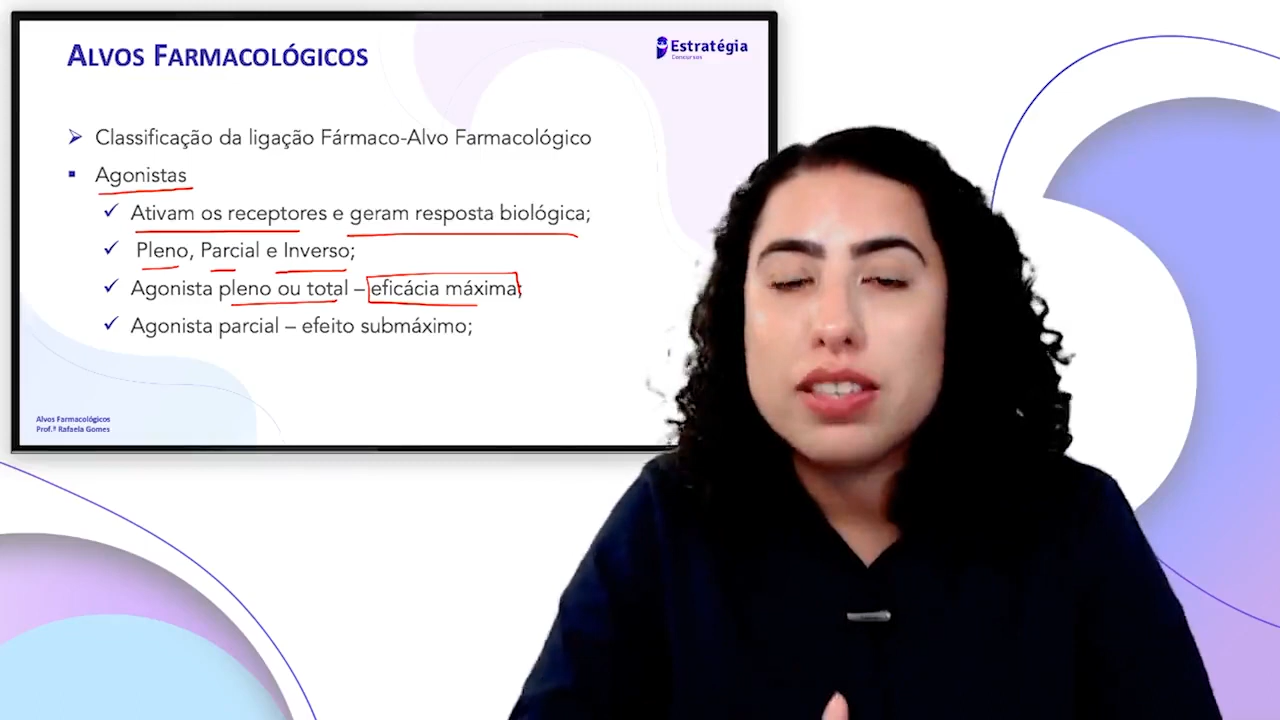 ALVOS FARMACOLÓGICOS
Estratégia
Concursos
Classificação da ligação Fármaco-Alvo Farmacológico
Agonistas
Ativam os receptores e geram resposta biológica;
Pleno, Parcial e Inverso;
Agonista pleno ou total – eficácia máxima;
Agonista parcial – efeito submáximo;
Alvos Farmacológicos
Prof.ª Rafaela Gomes